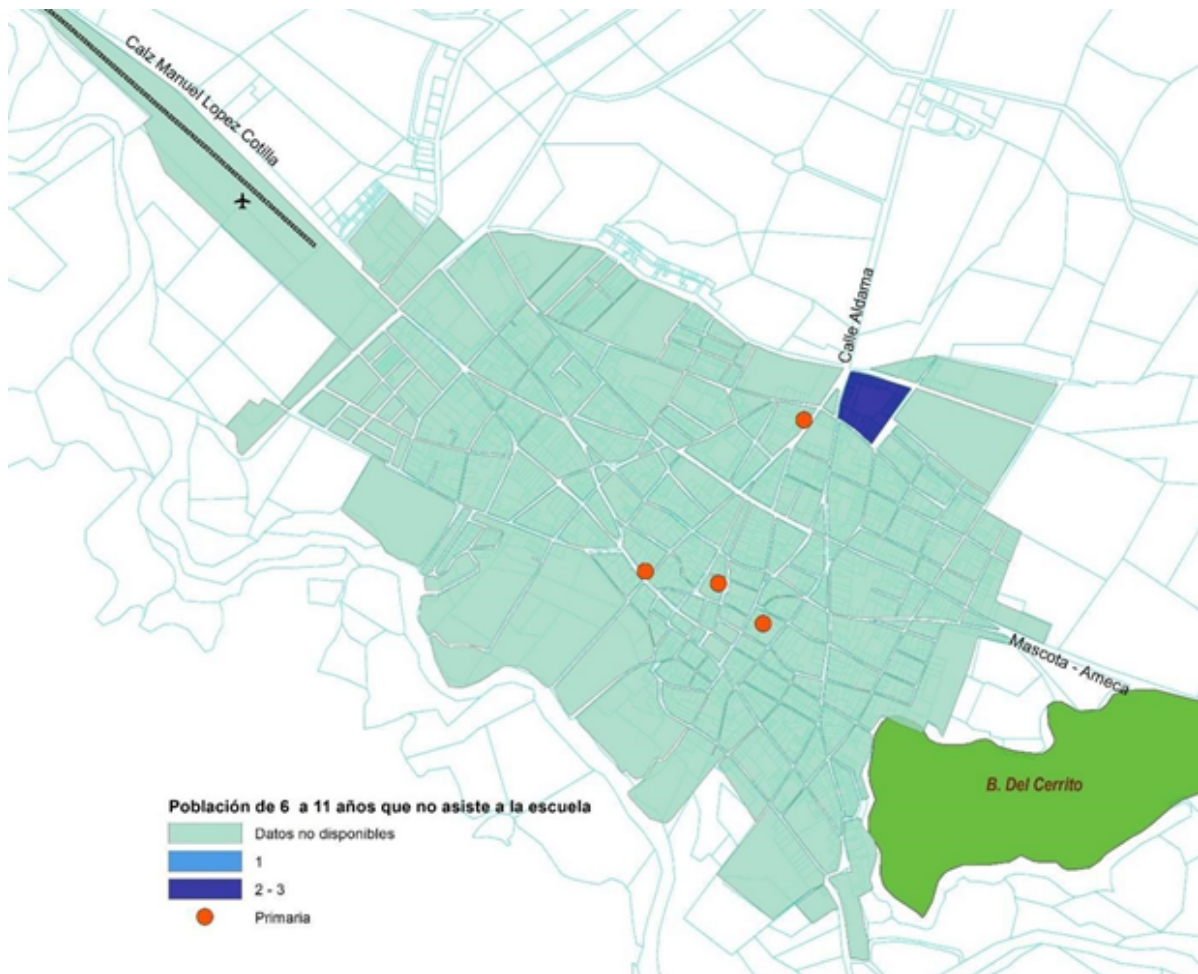 Calz Manuel Lopez Cotilla
Calle Aldama
Mascota - Ameca
B. Del Cerrito
Población de 6 a 11 años que no asiste a la escuela
Datos no disponibles
1
2 - 3
Primaria